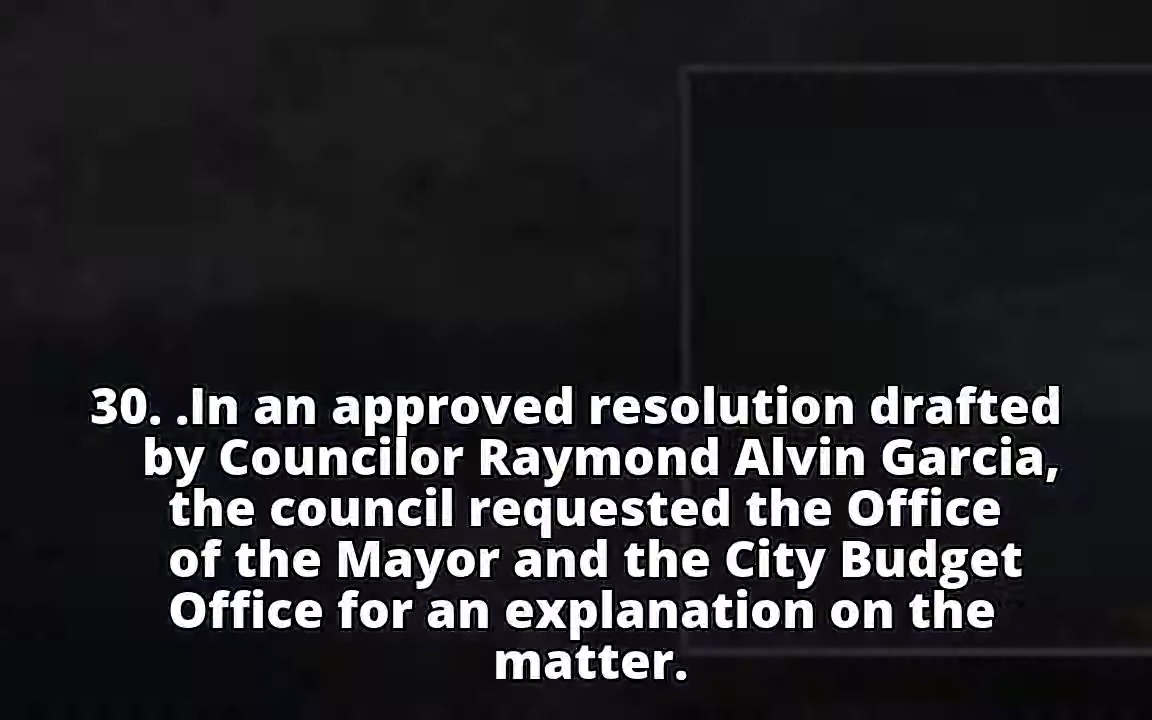 30. .In an approved resolution drafted
by Councilor Raymond Alvin Garcia,
the council requested the Office
of the Mayor and the City Budget
Office for an explanation on the
matter.